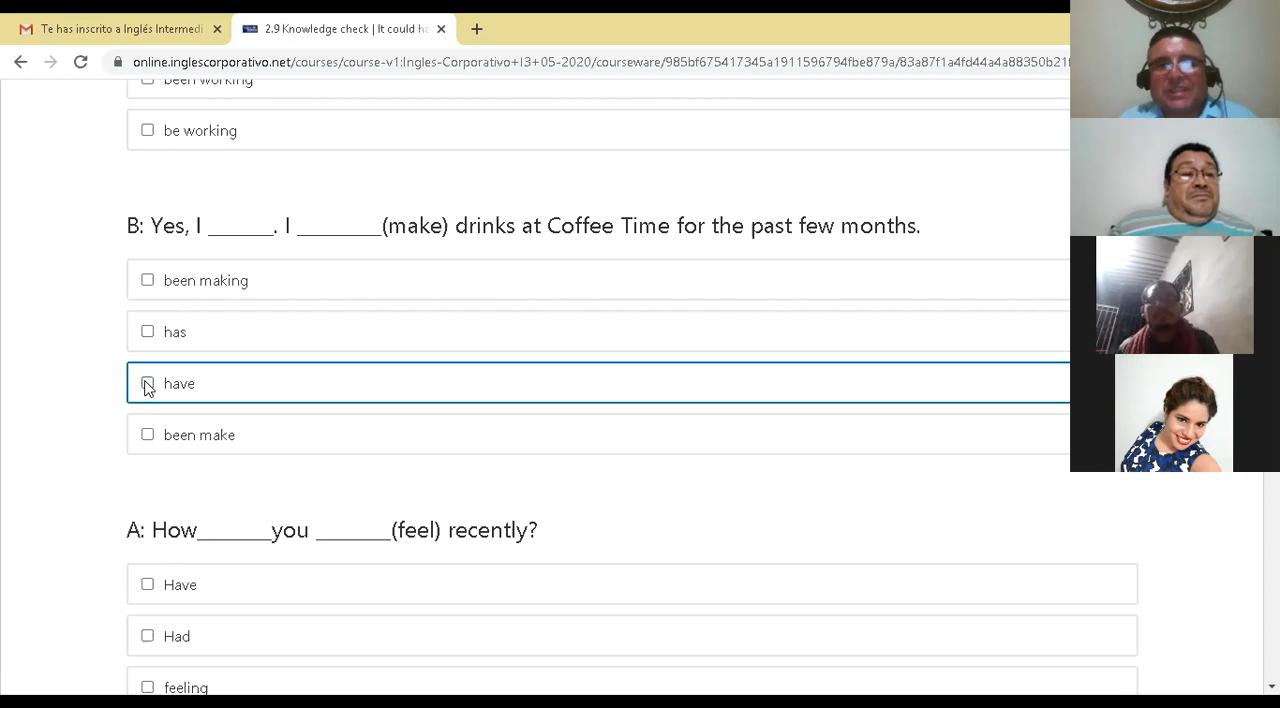 Te has inscrito a Inglés Intermedi
2.9 Knowledge check | It could ha
online.inglescorporativo.net/courses/course-v1:Ingles-Corporativo+I3+05-2020/courseware/985bf675417345a1911596794fbe879a/83a87f1a4fd44a4a88350b21f
been working
be working
B: Yes, I ______. I ________(make) drinks at Coffee Time for the past few months.
been making
has
have
been make
A: How_______you _______(feel) recently?
Have
Had
feeling